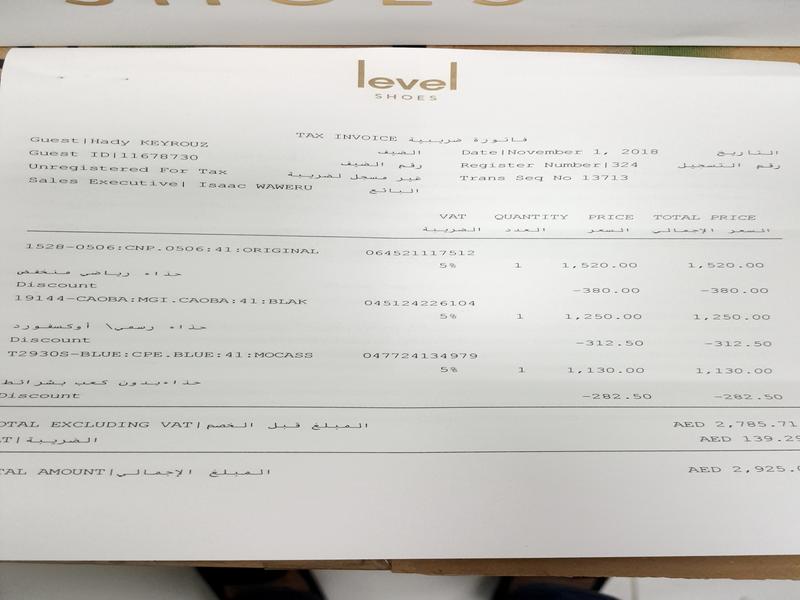 SHOES
level
SHOES
TAX INVOICE فاتورة ضريبية
Guest|Hady KEYROUZ الضيف Date|November 1, 2018 التاريخ
Guest ID|11678730 رقم الضيف Register Number|324 رقم التسجيل
Unregistered For Tax غير مسجل لضريبة Trans Seq No 13713
Sales Executive| Isaac WAWERU البائع
VAT QUANTITY PRICE TOTAL PRICE
الضريبة العدد السعر السعر الإجمالي
1528-0506:CNP.0506:41:ORIGINAL 064521117512
5% 1 1,520.00 1,520.00
حذاء رياضي منخفض
Discount -380.00 -380.00
19144-CAOBA:MGI.CAOBA:41:BLAK 045124226104
5% 1 1,250.00 1,250.00
حذاء رسمي\ أوكسفورد
Discount -312.50 -312.50
T2930S-BLUE:CPE.BLUE:41:MOCASS 047724134979
5% 1 1,130.00 1,130.00
حذاءبدون كعب بشرائط
Discount -282.50 -282.50
OTAL EXCLUDING VAT|المبلغ قبل الخصم AED 2,785.71
AT|الضريبة AED 139.29
TAL AMOUNT|المبلغ الإجمالي AED 2,925.0